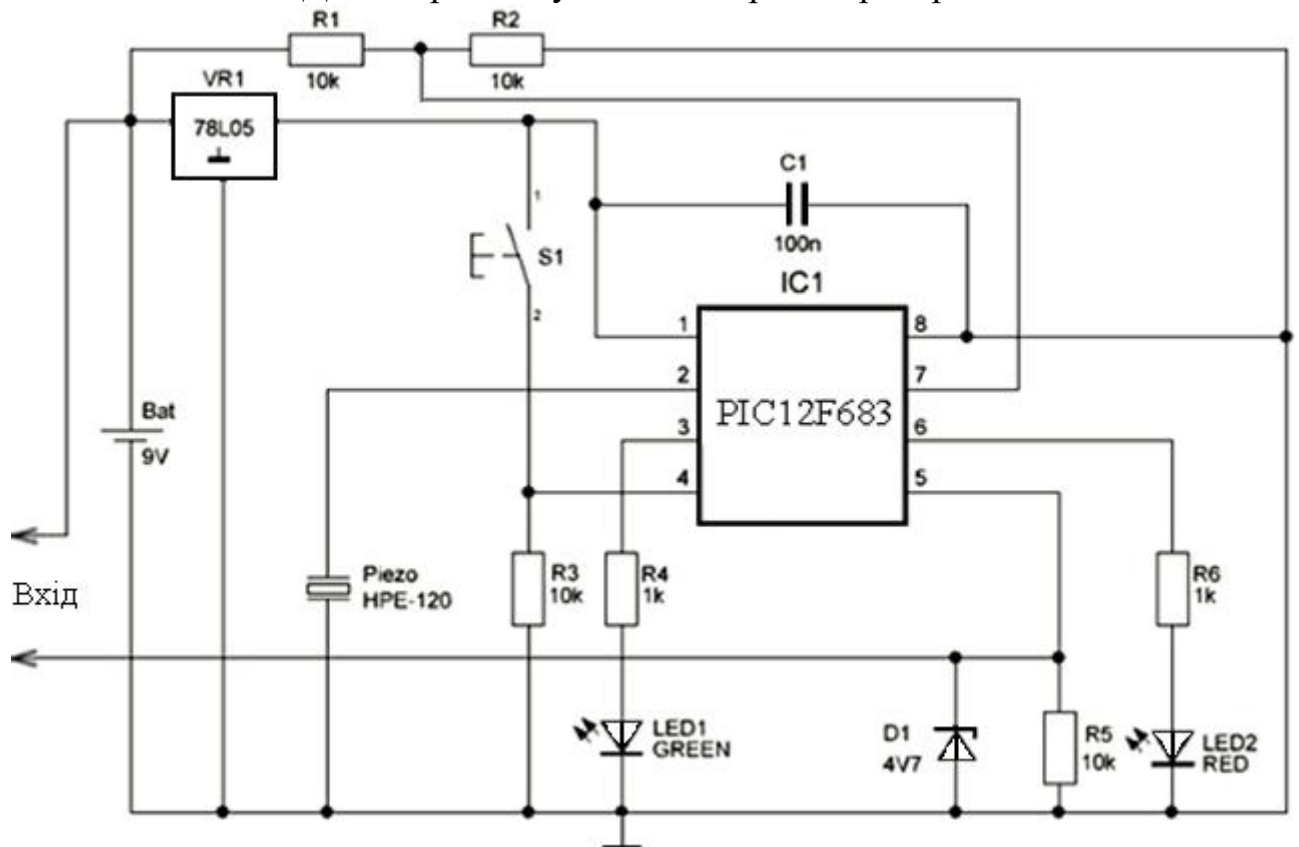 R1
R2
10k
10k
VR1
78L05
C1
100n
1
S1
2
IC1
1
8
2
7
PIC12F683
3
6
4
5
Bat
9V
Вхід
Piezo
HPE-120
R3
10k
R4
1k
R6
1k
LED1
GREEN
D1
4V7
R5
10k
LED2
RED